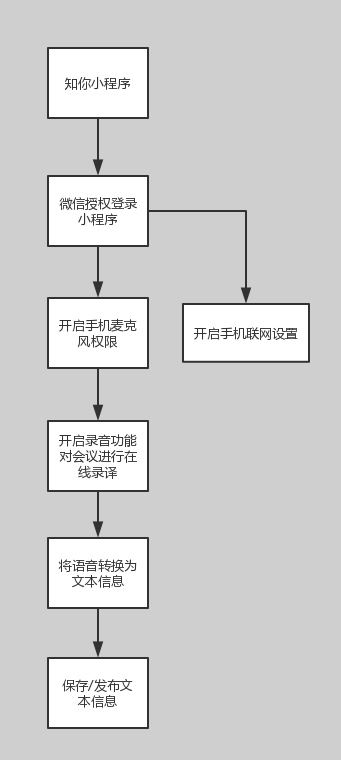 知你小程序
微信授权登录
小程序
开启手机麦克
风权限
开启手机联网设置
开启录音功能
对会议进行在
线录译
将语音转换为
文本信息
保存/发布文
本信息